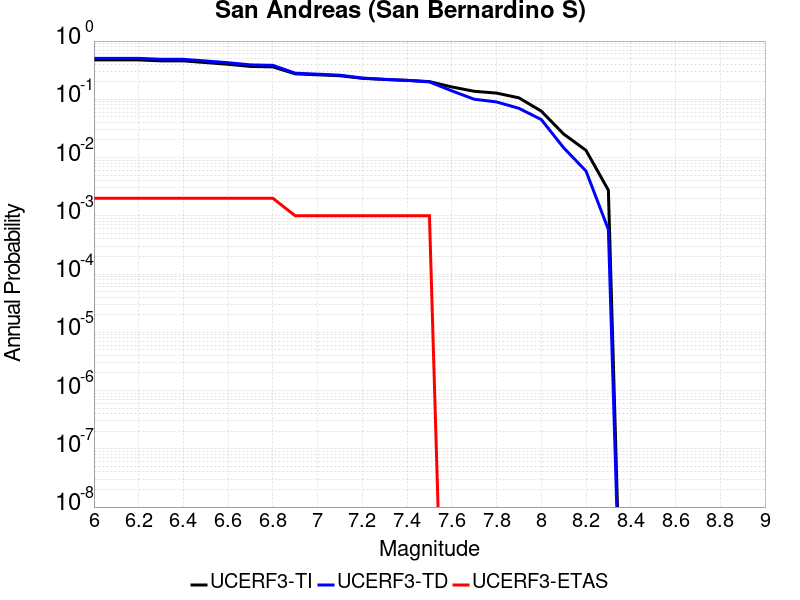 San Andreas (San Bernardino S)
10^0
10^-1
10^-2
10^-3
10^-4
10^-5
10^-6
10^-7
10^-8
Annual Probability
6 6.2 6.4 6.6 6.8 7 7.2 7.4 7.6 7.8 8 8.2 8.4 8.6 8.8 9
Magnitude
UCERF3-TI UCERF3-TD UCERF3-ETAS